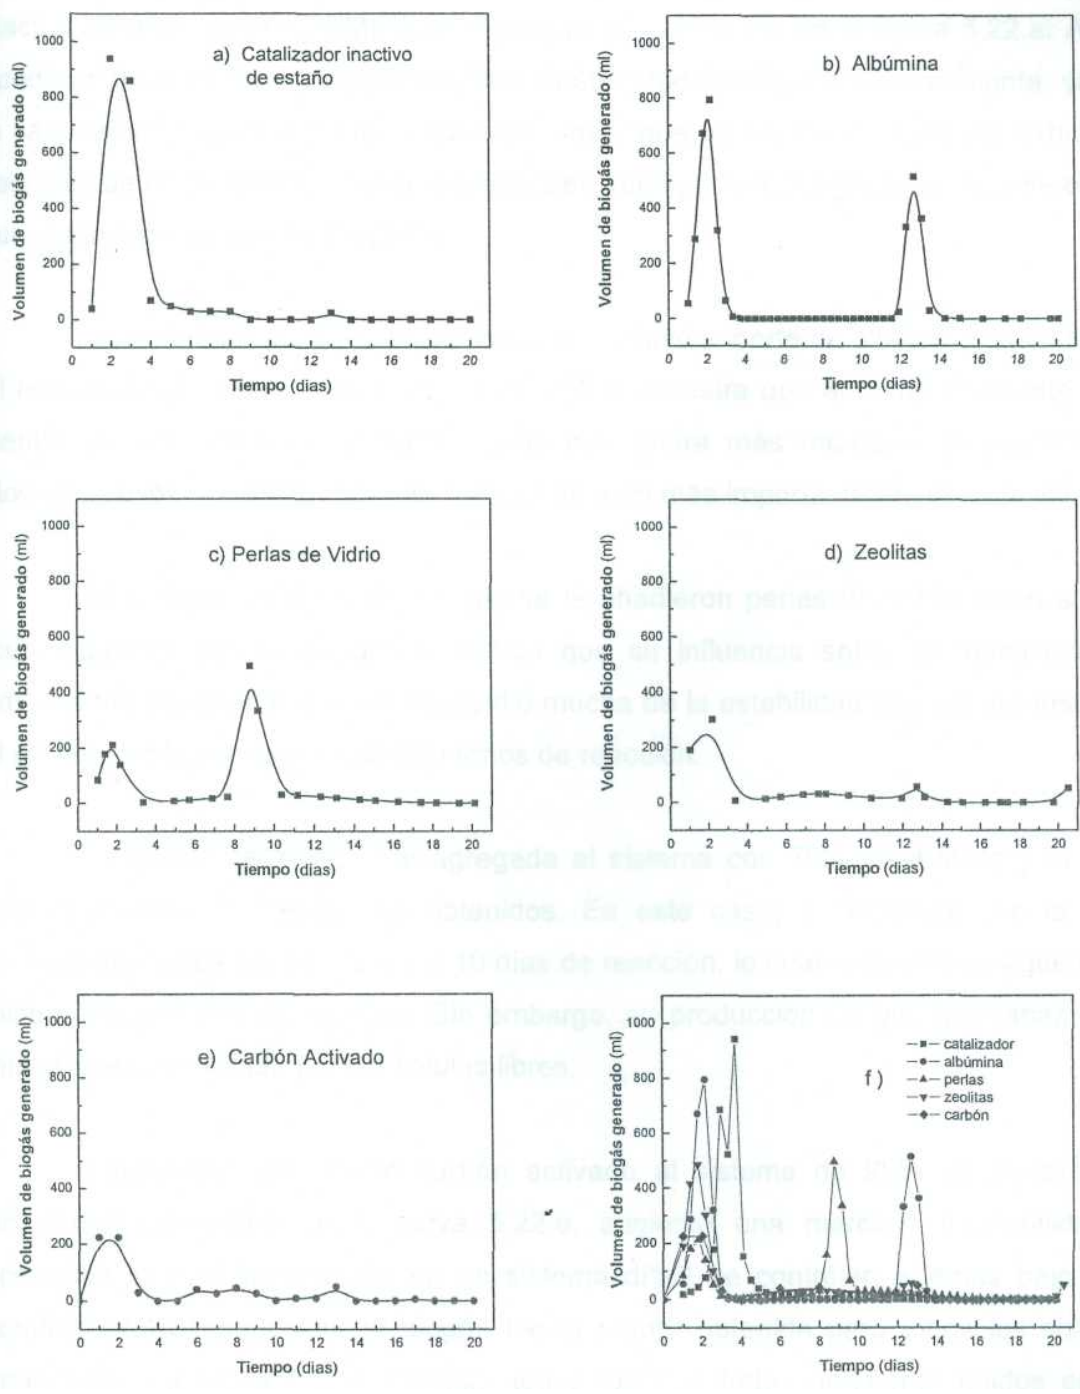 a) Catalizador inactivo
de estaño
Volumen de biogás generado (ml)
1000
800
600
400
200
0
0 2 4 6 8 10 12 14 16 18 20
Tiempo (dias)
b) Albúmina
Volumen de biogás generado (ml)
1000
800
600
400
200
0
0 2 4 6 8 10 12 14 16 18 20
Tiempo (dias)
c) Perlas de Vidrio
Volumen de biogás generado (ml)
1000
800
600
400
200
0
0 2 4 6 8 10 12 14 16 18 20
Tiempo (dias)
d) Zeolitas
Volumen de biogás generado (ml)
1000
800
600
400
200
0
0 2 4 6 8 10 12 14 16 18 20
Tiempo (dias)
e) Carbón Activado
Volumen de biogás generado (ml)
1000
800
600
400
200
0
0 2 4 6 8 10 12 14 16 18 20
Tiempo (dias)
f )
catalizador
albúmina
perlas
zeolitas
carbón
Volumen de biogás generado (ml)
1000
800
600
400
200
0
0 2 4 6 8 10 12 14 16 18 20
Tiempo (dias)